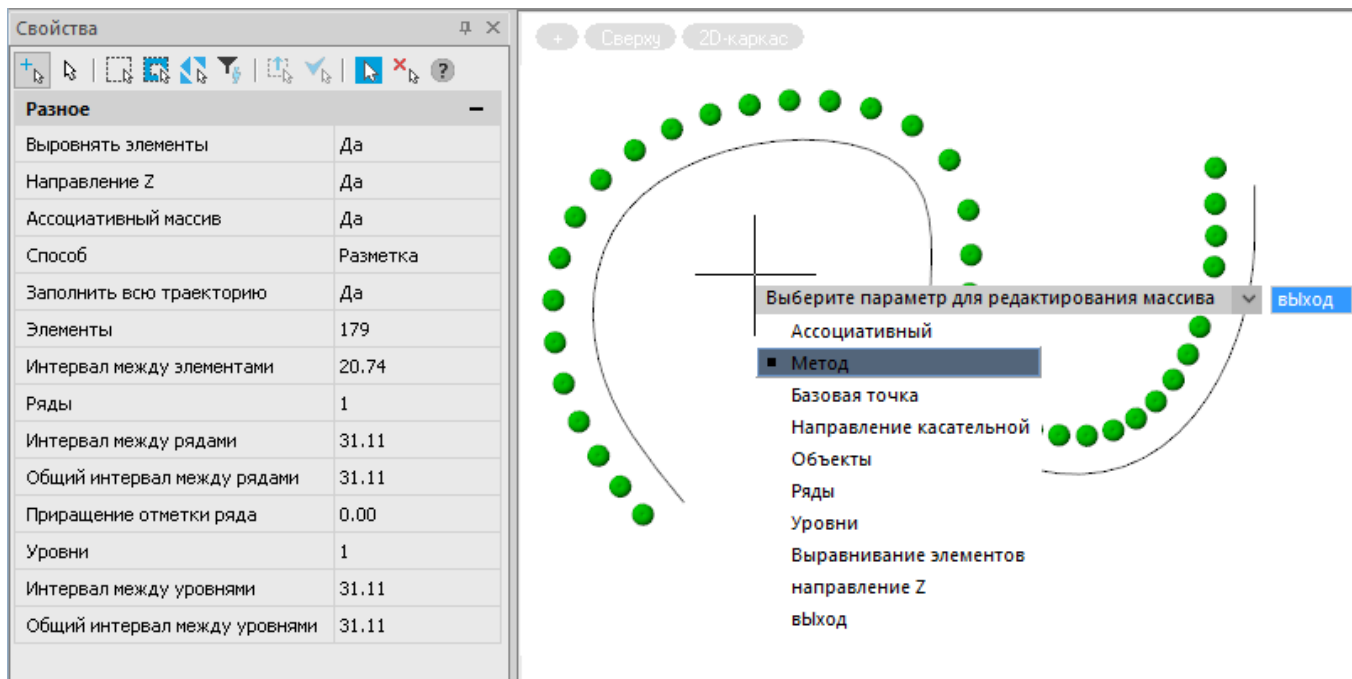 Свойства
Разное
Выровнять элементы Да
Направление Z Да
Ассоциативный массив Да
Способ Разметка
Заполнить всю траекторию Да
Элементы 179
Интервал между элементами 20.74
Ряды 1
Интервал между рядами 31.11
Общий интервал между рядами 31.11
Приращение отметки ряда 0.00
Уровни 1
Интервал между уровнями 31.11
Общий интервал между уровнями 31.11
+ Сверху 2D-каркас
Выберите параметр для редактирования массива вЫход
Ассоциативный
Метод
Базовая точка
Направление касательной
Объекты
Ряды
Уровни
Выравнивание элементов
направление Z
вЫход